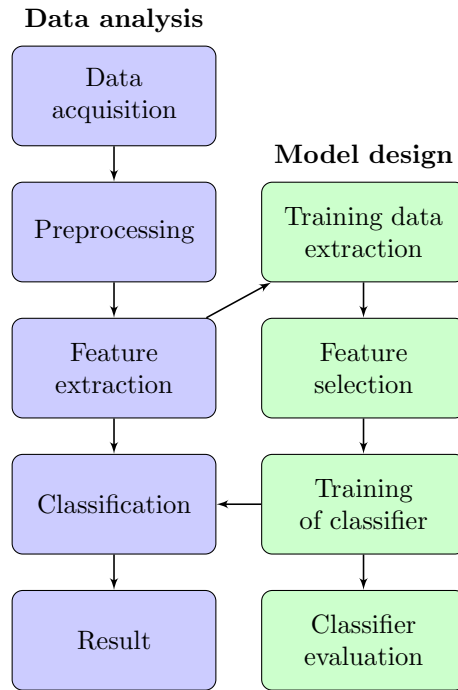 Data analysis
Data
acquisition
Preprocessing
Feature
extraction
Classification
Result
Model design
Training data
extraction
Feature
selection
Training
of classifier
Classifier
evaluation